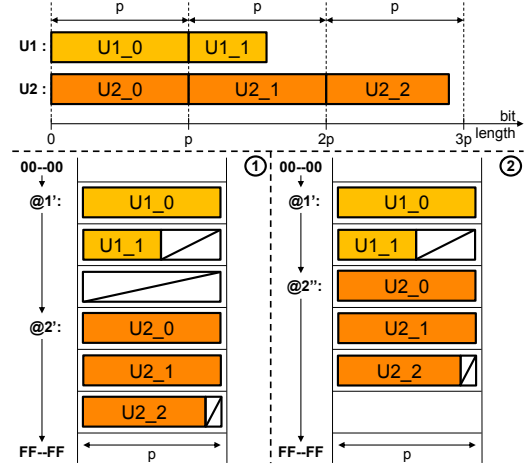 p p p
U1 : U1_0 U1_1
U2 : U2_0 U2_1 U2_2
bit
length
0 p 2p 3p
00--00 1 00--00 2
@1': U1_0 @1': U1_0
U1_1 U1_1
@2'': U2_0
@2': U2_0 U2_1
U2_1 U2_2
U2_2
FF--FF p FF--FF p